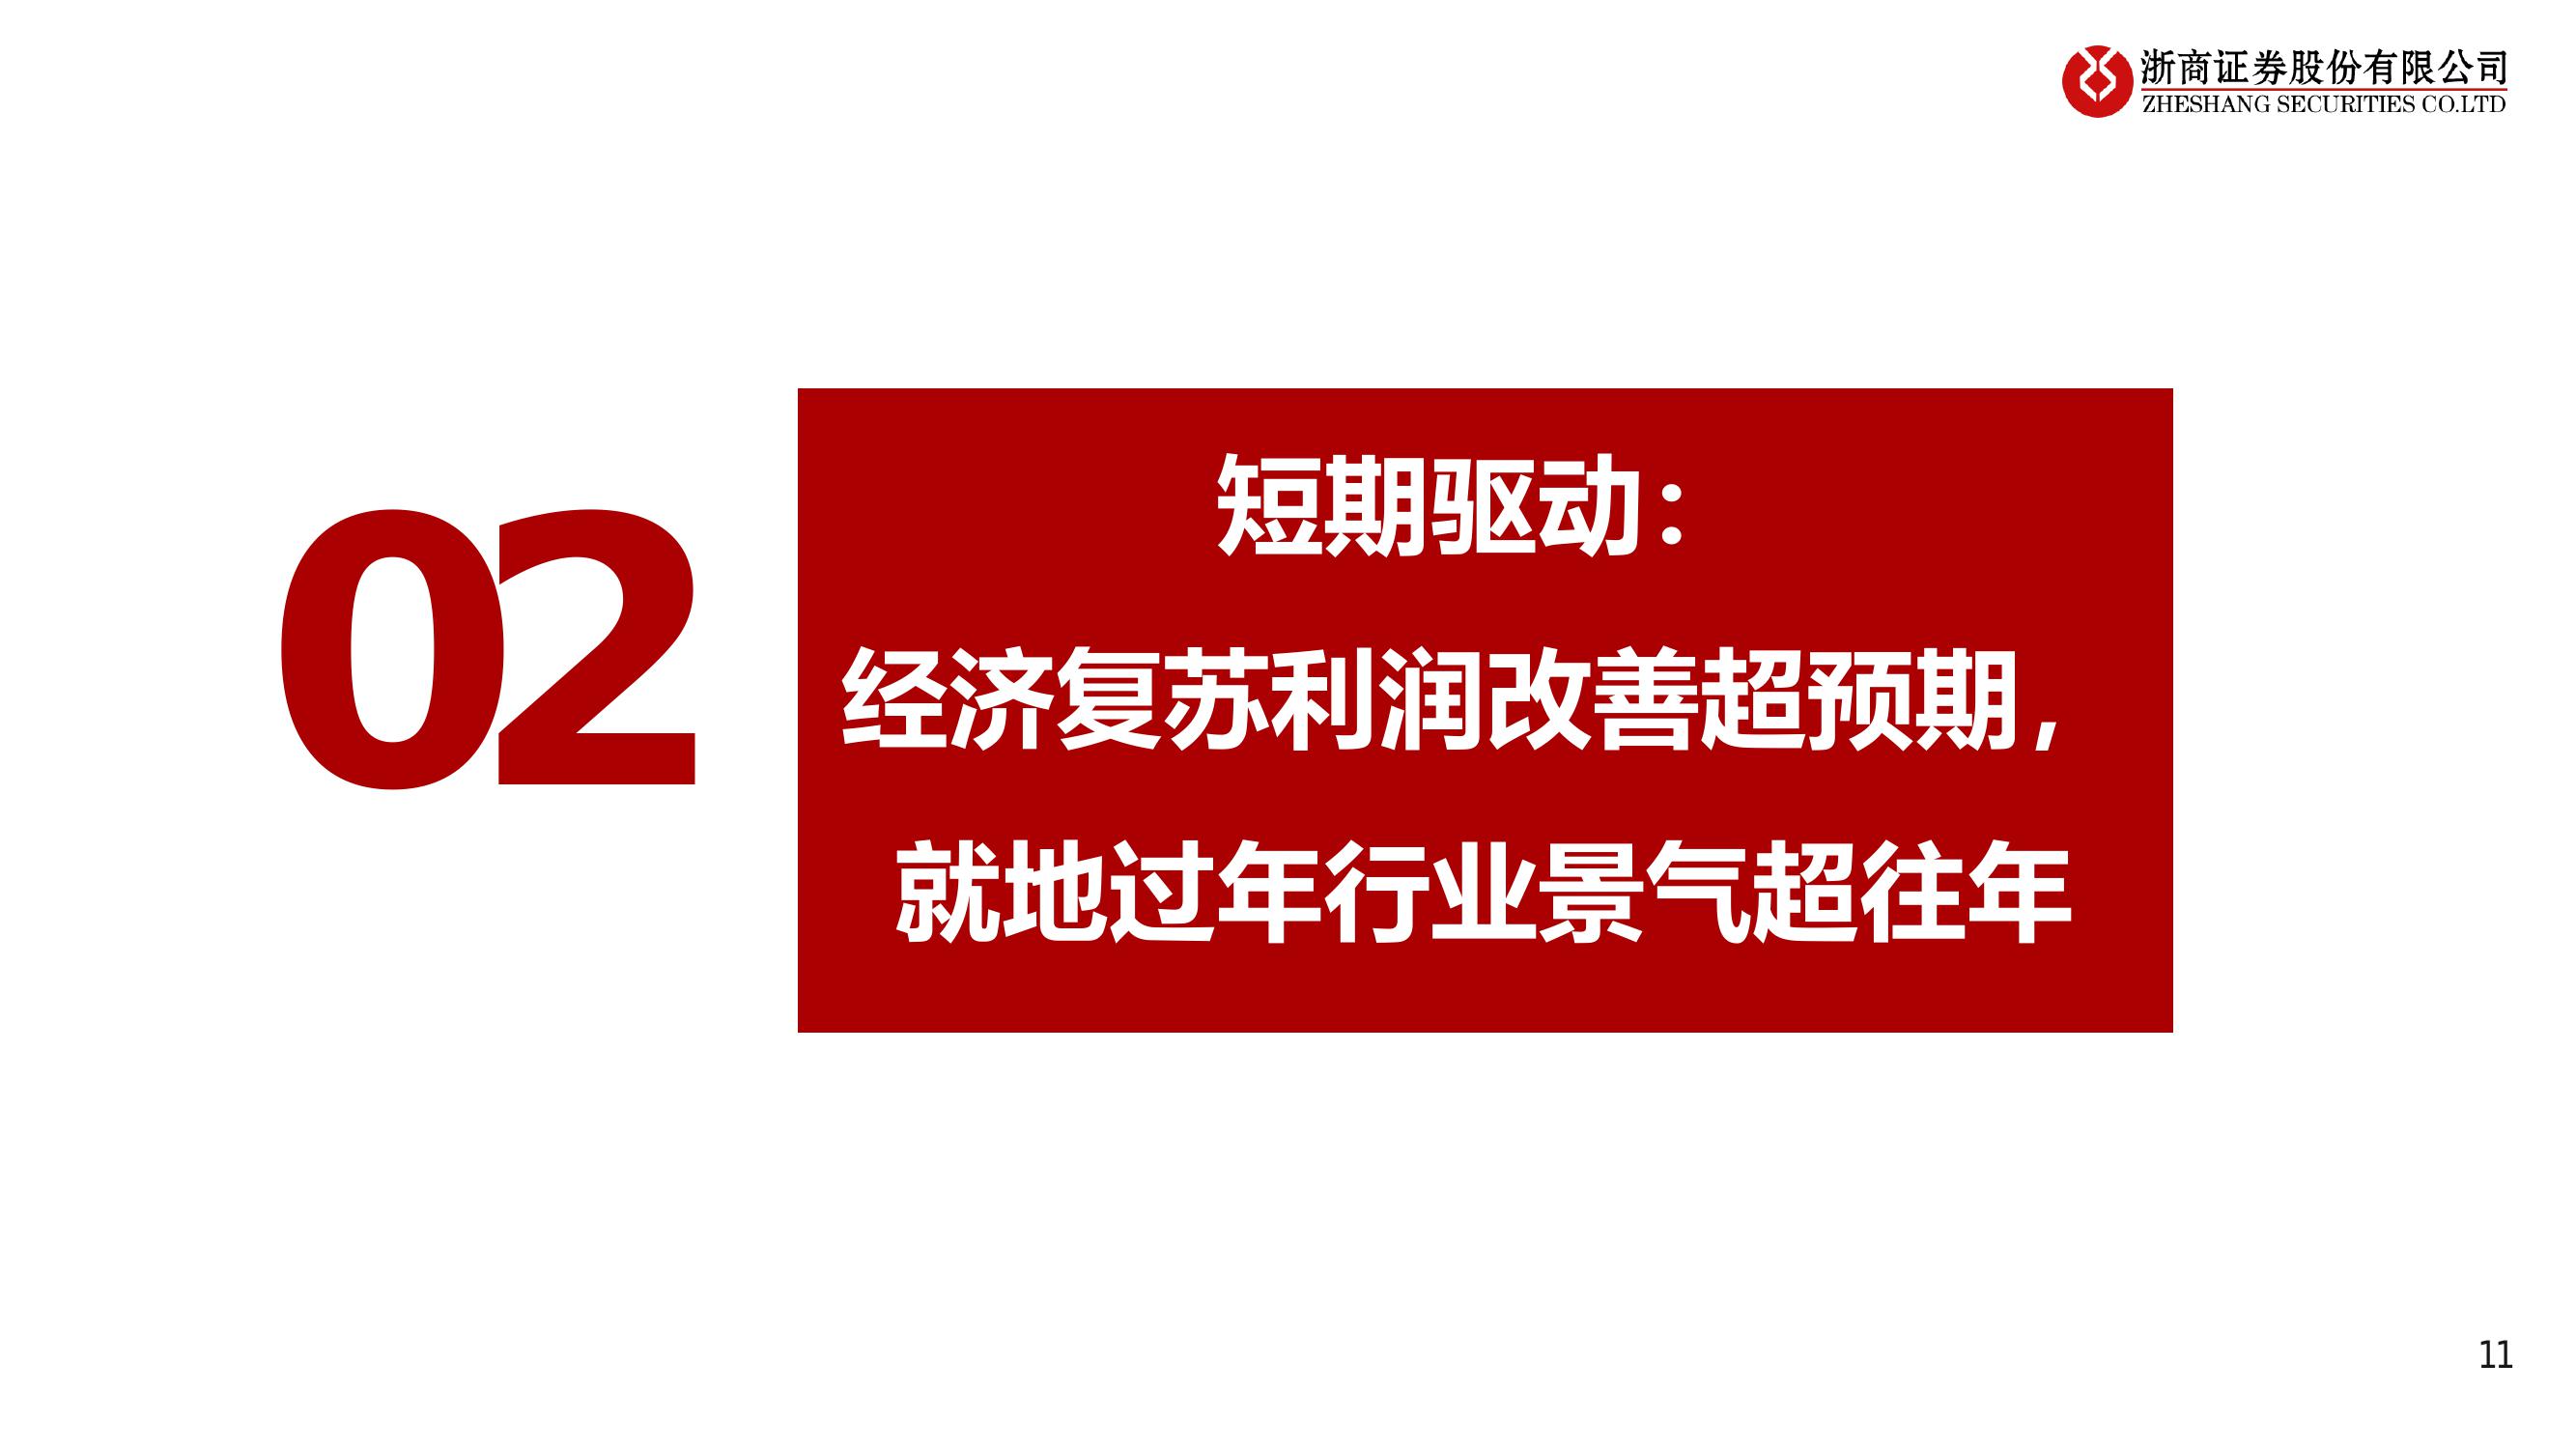 浙商证券股份有限公司
ZHESHANG SECURITIES CO.LTD
02
短期驱动：
经济复苏利润改善超预期，
就地过年行业景气超往年
11